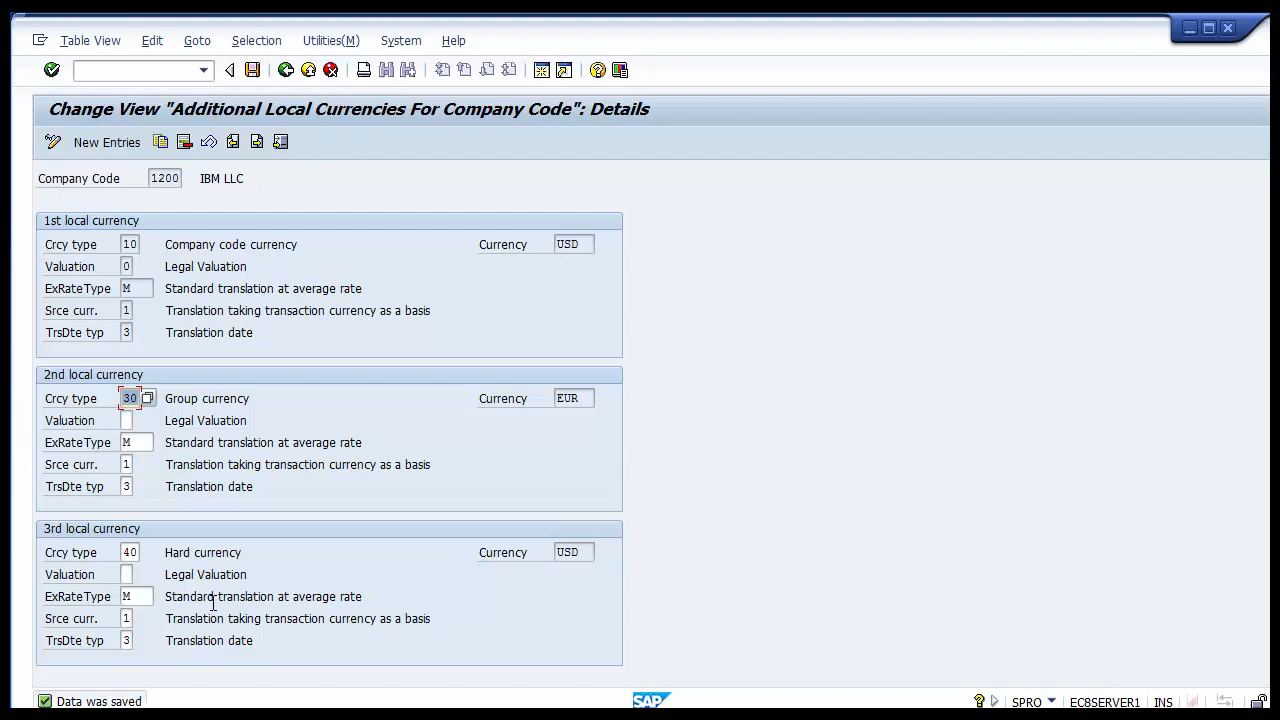 Table View Edit Goto Selection Utilities(M) System Help
Change View "Additional Local Currencies For Company Code": Details
New Entries
Company Code 1200 IBM LLC
1st local currency
Crcy type 10 Company code currency Currency USD
Valuation 0 Legal Valuation
ExRateType M Standard translation at average rate
Srce curr. 1 Translation taking transaction currency as a basis
TrsDte typ 3 Translation date
2nd local currency
Crcy type 30 Group currency Currency EUR
Valuation Legal Valuation
ExRateType M Standard translation at average rate
Srce curr. 1 Translation taking transaction currency as a basis
TrsDte typ 3 Translation date
3rd local currency
Crcy type 40 Hard currency Currency USD
Valuation Legal Valuation
ExRateType M Standard translation at average rate
Srce curr. 1 Translation taking transaction currency as a basis
TrsDte typ 3 Translation date
Data was saved SAP SPRO EC8SERVER1 INS